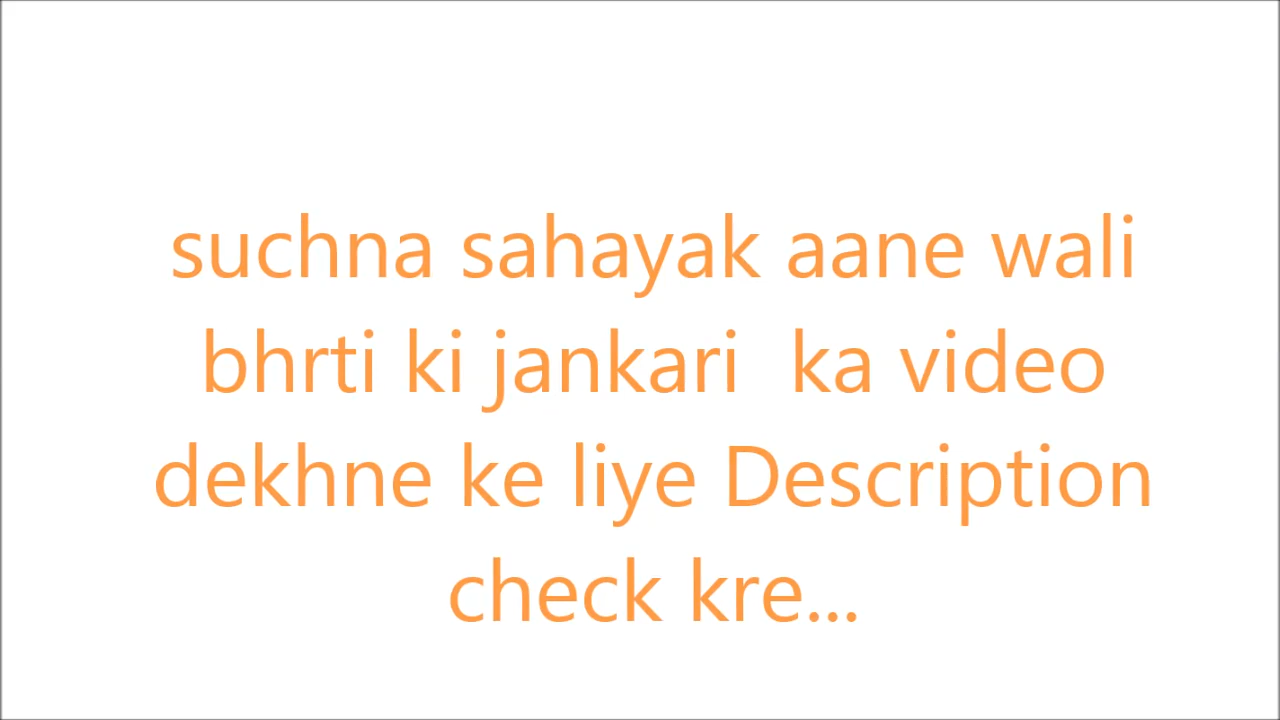 suchna sahayak aane wali
bhrti ki jankari  ka video
dekhne ke liye Description
check kre...